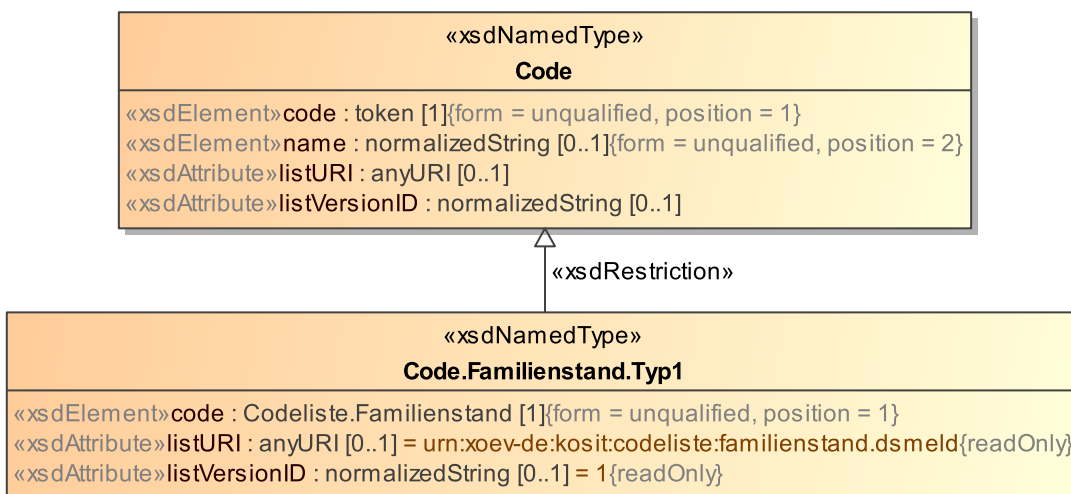 «xsdNamedType»
Code
«xsdElement»code : token [1]{form = unqualified, position = 1}
«xsdElement»name : normalizedString [0..1]{form = unqualified, position = 2}
«xsdAttribute»listURI : anyURI [0..1]
«xsdAttribute»listVersionID : normalizedString [0..1]
«xsdRestriction»
«xsdNamedType»
Code.Familienstand.Typ1
«xsdElement»code : Codeliste.Familienstand [1]{form = unqualified, position = 1}
«xsdAttribute»listURI : anyURI [0..1] = urn:xoev-de:kosit:codeliste:familienstand.dsmeld{readOnly}
«xsdAttribute»listVersionID : normalizedString [0..1] = 1{readOnly}